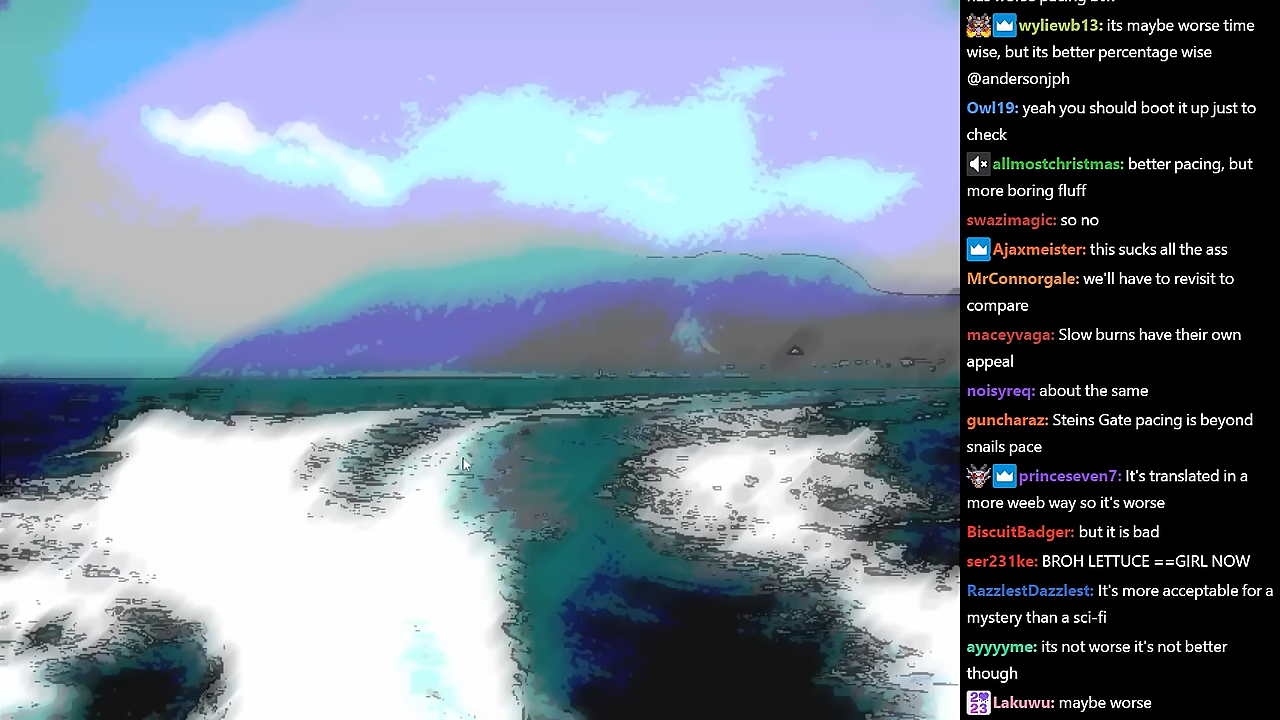 wyliewb13: its maybe worse time
wise, but its better percentage wise
@andersonjph
Owl19: yeah you should boot it up just to
check
allmostchristmas: better pacing, but
more boring fluff
swazimagic: so no
Ajaxmeister: this sucks all the ass
MrConnorgale: we'll have to revisit to
compare
maceyvaga: Slow burns have their own
appeal
noisyreq: about the same
guncharaz: Steins Gate pacing is beyond
snails pace
princeseven7: It's translated in a
more weeb way so it's worse
BiscuitBadger: but it is bad
ser231ke: BROH LETTUCE ==GIRL NOW
RazzlestDazzlest: It's more acceptable for a
mystery than a sci-fi
ayyyyme: its not worse it's not better
though
Lakuwu: maybe worse